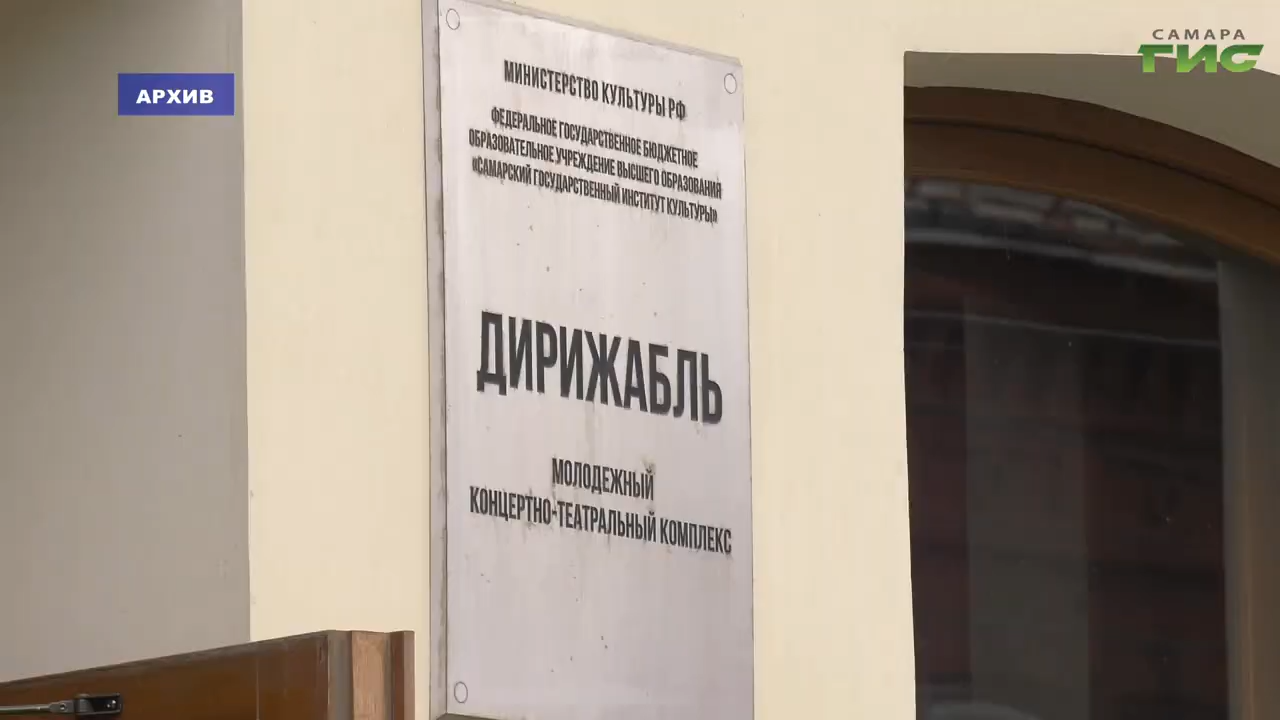 САМАРА
ГИС
АРХИВ
МИНИСТЕРСТВО КУЛЬТУРЫ РФ
ФЕДЕРАЛЬНОЕ ГОСУДАРСТВЕННОЕ БЮДЖЕТНОЕ
ОБРАЗОВАТЕЛЬНОЕ УЧРЕЖДЕНИЕ ВЫСШЕГО ОБРАЗОВАНИЯ
«САМАРСКИЙ ГОСУДАРСТВЕННЫЙ ИНСТИТУТ КУЛЬТУРЫ»
ДИРИЖАБЛЬ
МОЛОДЕЖНЫЙ
КОНЦЕРТНО-ТЕАТРАЛЬНЫЙ КОМПЛЕКС